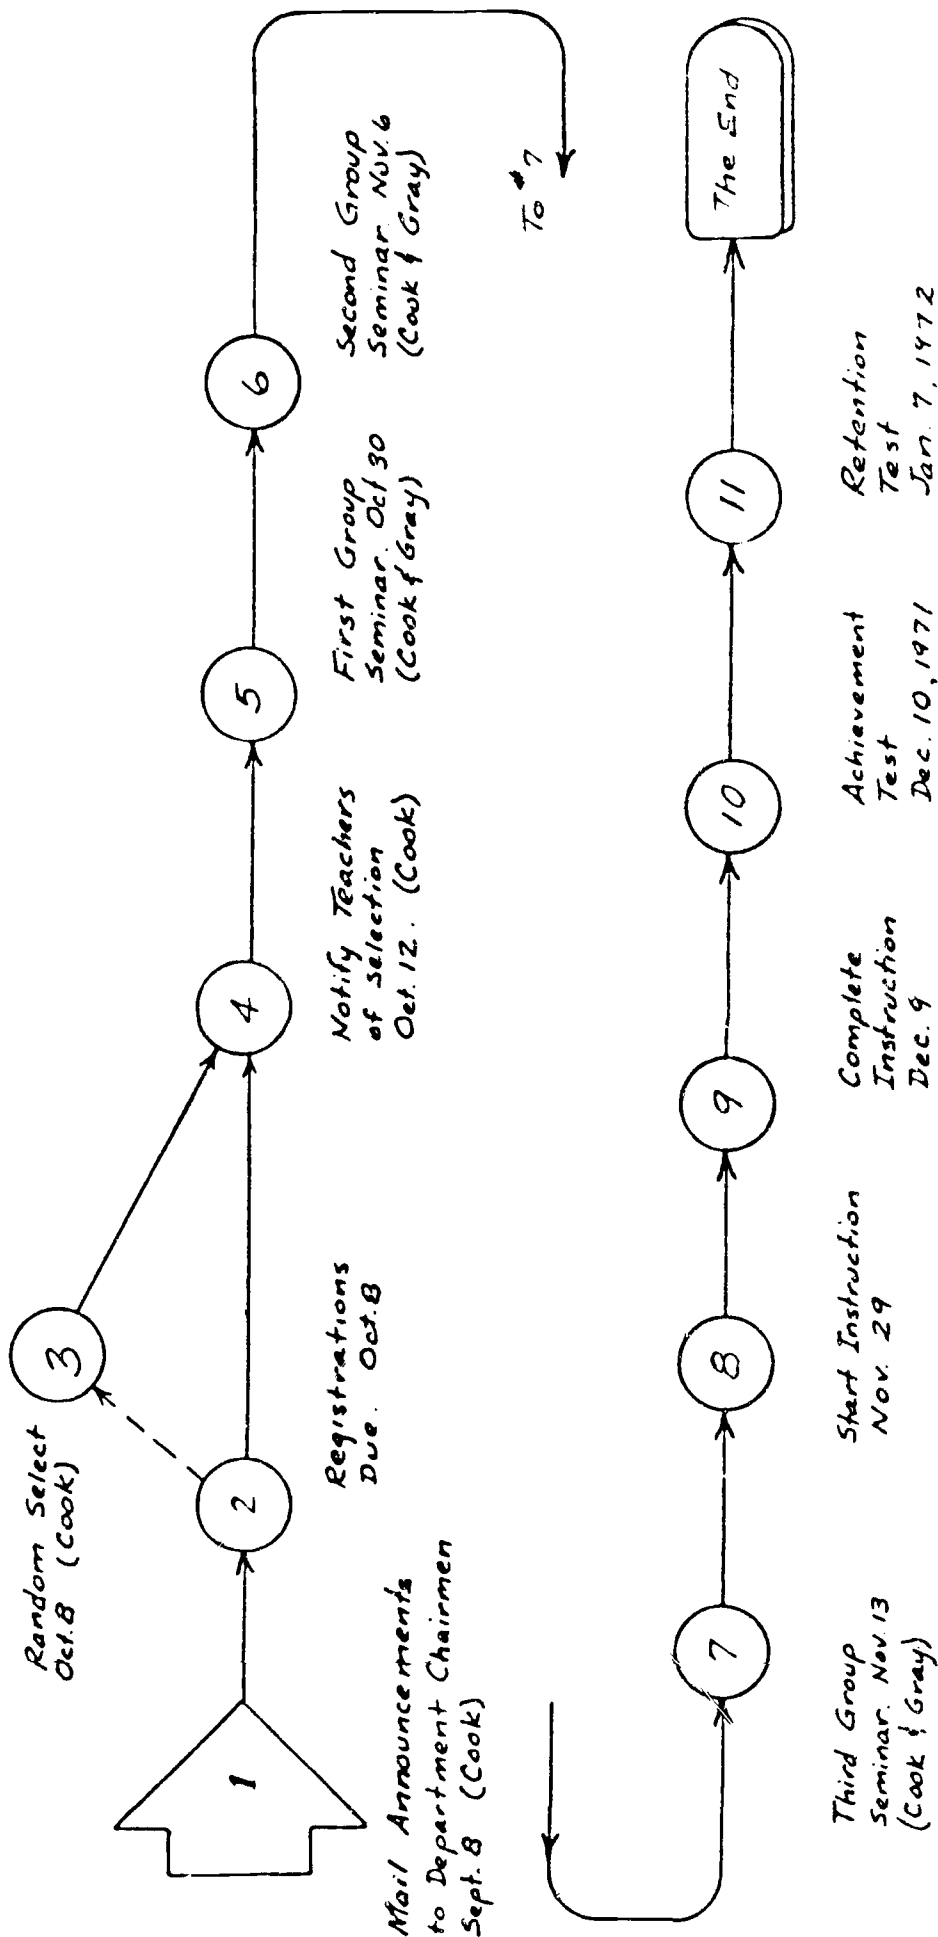 Random Select
Oct. 8 (Cook)
3
1
2
4
5
6
Mail Announcements
to Department Chairmen
Sept. 8 (Cook)
Registrations
Due. Oct. 8
Notify Teachers
of selection
Oct. 12. (Cook)
First Group
Seminar. Oct 30
(Cook & Gray)
Second Group
Seminar Nov. 6
(Cook & Gray)
To #7
7
8
9
10
11
The End
Third Group
Seminar. Nov. 13
(Cook & Gray)
Start Instruction
Nov. 29
Complete
Instruction
Dec. 9
Achievement
Test
Dec. 10, 1971
Retention
Test
Jan. 7, 1972